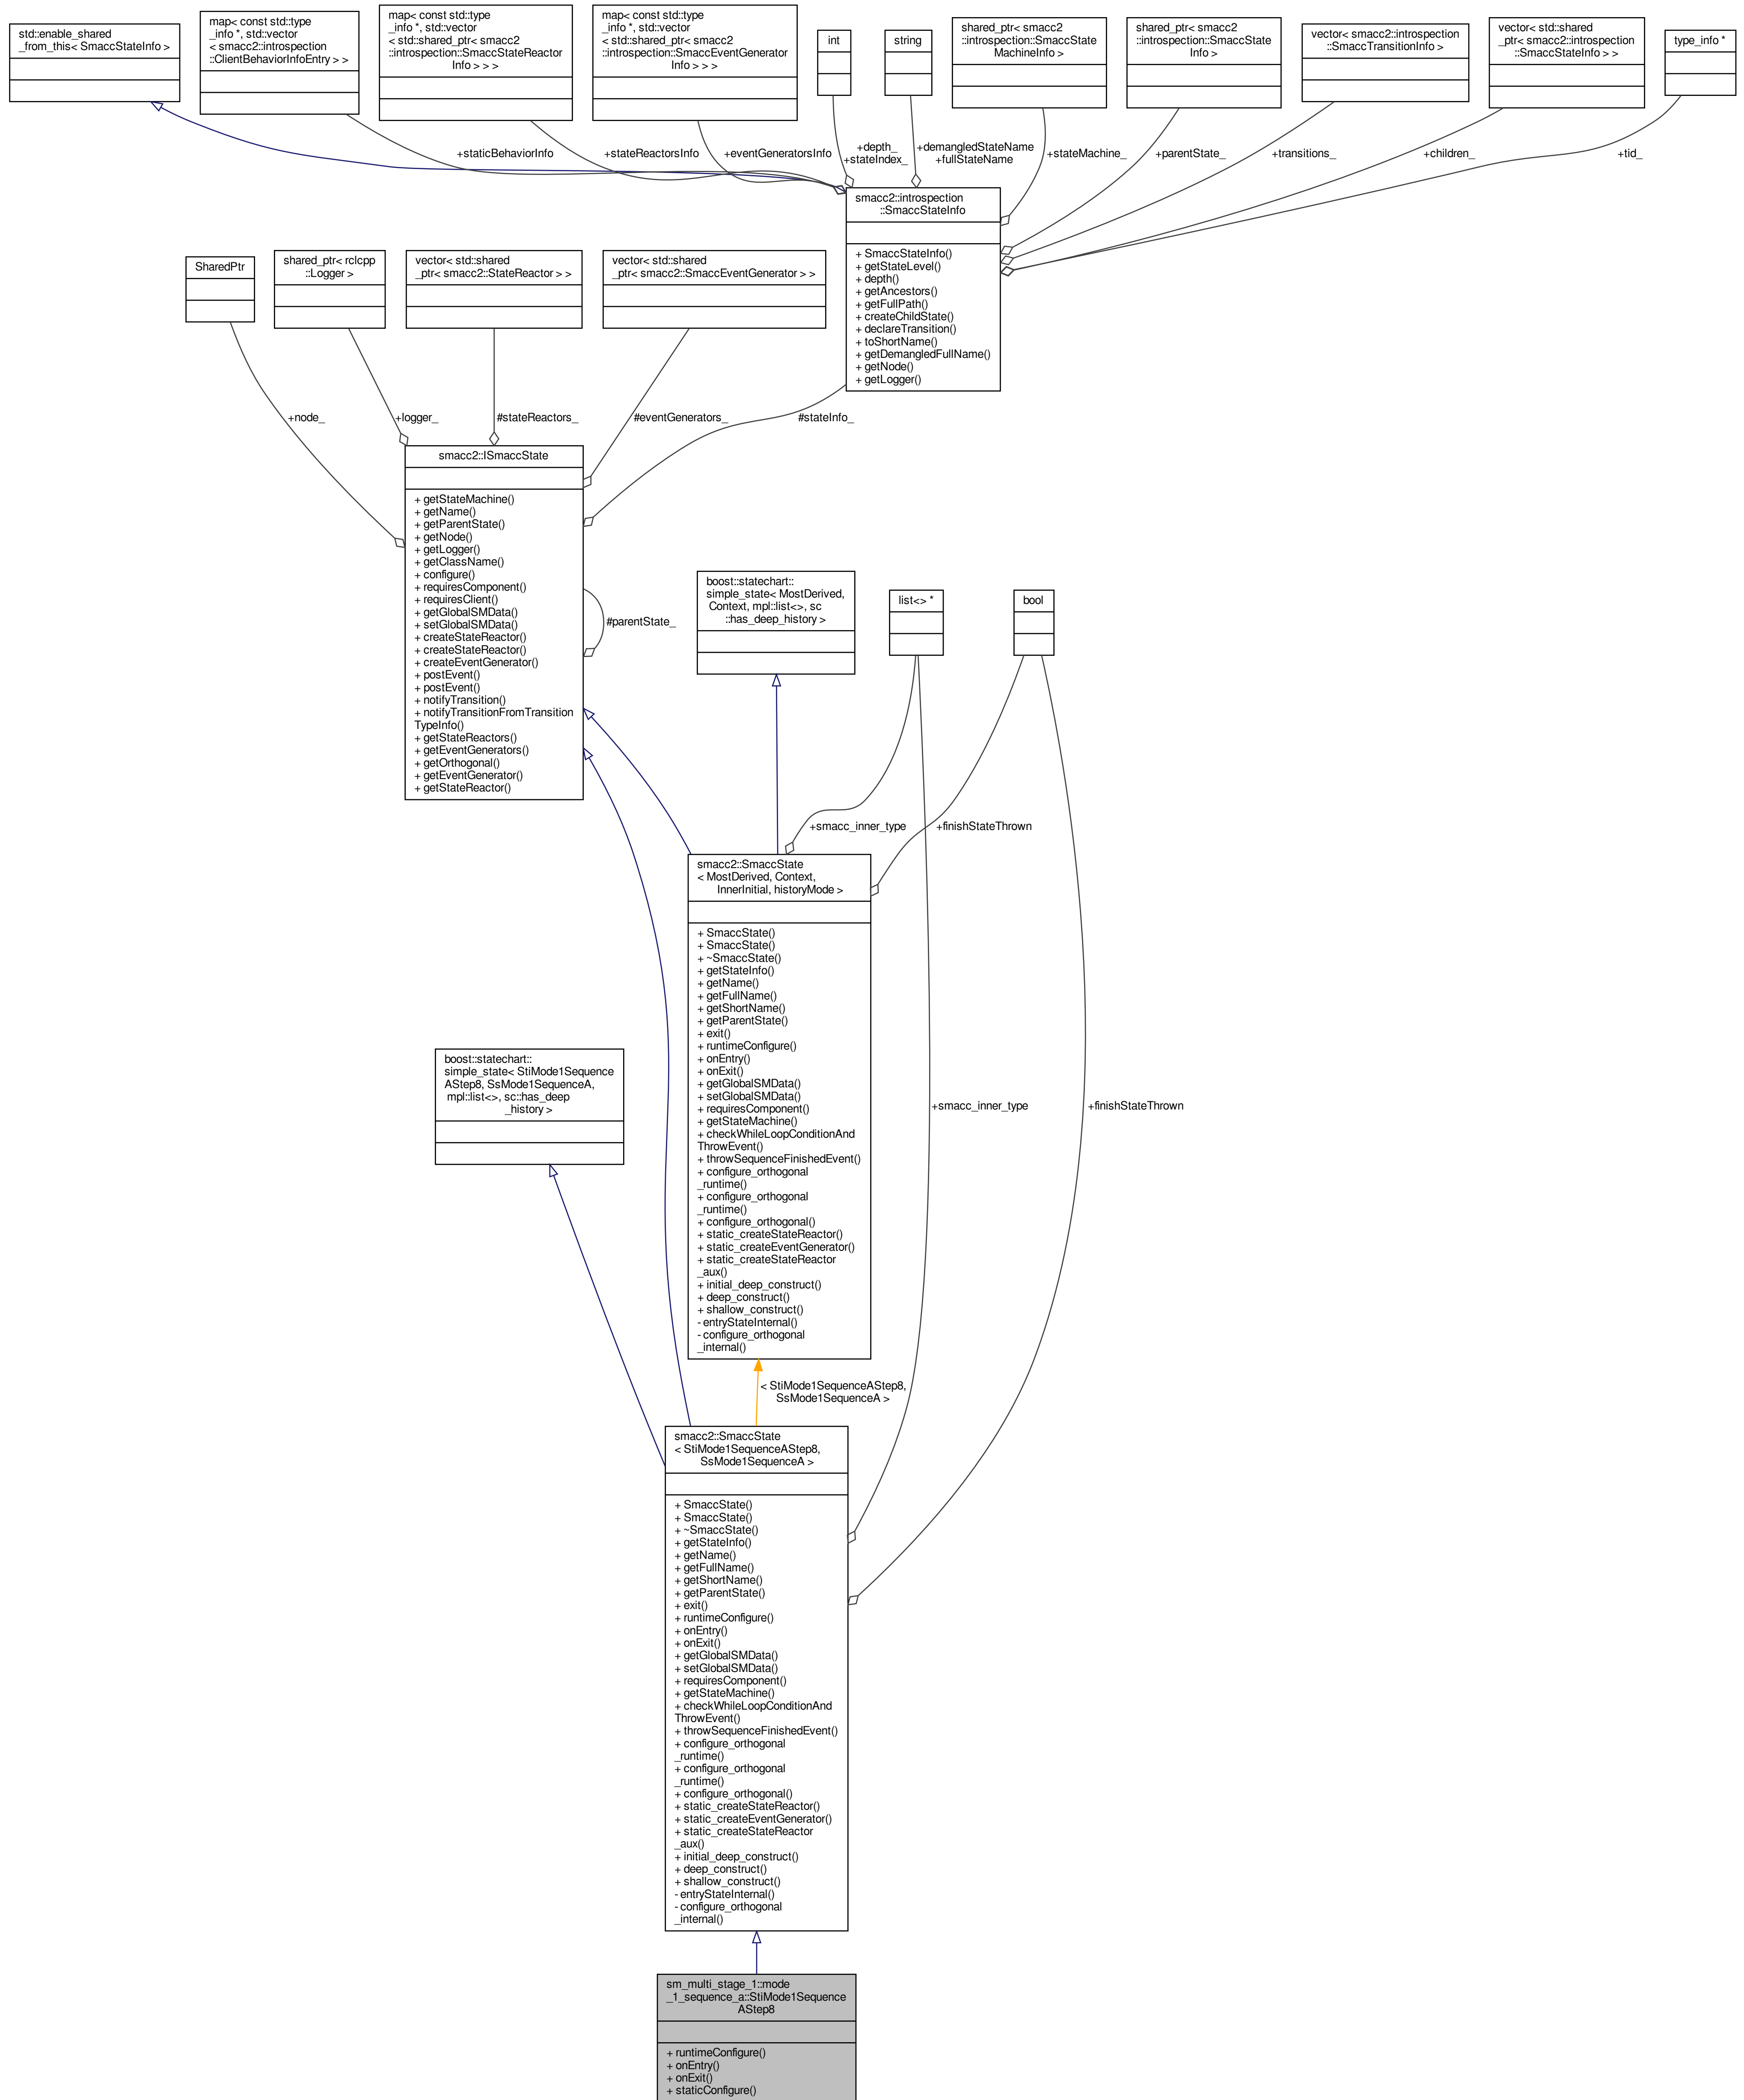 std::enable_shared
_from_this< SmaccStateInfo >
map< const std::type
_info *, std::vector
< smacc2::introspection
::ClientBehaviorInfoEntry > >
map< const std::type
_info *, std::vector
< std::shared_ptr< smacc2
::introspection::SmaccStateReactor
Info > > >
map< const std::type
_info *, std::vector
< std::shared_ptr< smacc2
::introspection::SmaccEventGenerator
Info > > >
int
string
shared_ptr< smacc2
::introspection::SmaccState
MachineInfo >
shared_ptr< smacc2
::introspection::SmaccState
Info >
vector< smacc2::introspection
::SmaccTransitionInfo >
vector< std::shared
_ptr< smacc2::introspection
::SmaccStateInfo > >
type_info *
+staticBehaviorInfo
+stateReactorsInfo
+eventGeneratorsInfo
+depth_
+stateIndex_
+demangledStateName
+fullStateName
+stateMachine_
+parentState_
+transitions_
+children_
+tid_
smacc2::introspection
::SmaccStateInfo
+ SmaccStateInfo()
+ getStateLevel()
+ depth()
+ getAncestors()
+ getFullPath()
+ createChildState()
+ declareTransition()
+ toShortName()
+ getDemangledFullName()
+ getNode()
+ getLogger()
SharedPtr
shared_ptr< rclcpp
::Logger >
vector< std::shared
_ptr< smacc2::StateReactor > >
vector< std::shared
_ptr< smacc2::SmaccEventGenerator > >
+node_
+logger_
#stateReactors_
#eventGenerators_
#stateInfo_
smacc2::ISmaccState
+ getStateMachine()
+ getName()
+ getParentState()
+ getNode()
+ getLogger()
+ getClassName()
+ configure()
+ requiresComponent()
+ requiresClient()
+ getGlobalSMData()
+ setGlobalSMData()
+ createStateReactor()
+ createStateReactor()
+ createEventGenerator()
+ postEvent()
+ postEvent()
+ notifyTransition()
+ notifyTransitionFromTransition
TypeInfo()
+ getStateReactors()
+ getEventGenerators()
+ getOrthogonal()
+ getEventGenerator()
+ getStateReactor()
#parentState_
boost::statechart::
simple_state< MostDerived,
Context, mpl::list<>, sc
::has_deep_history >
list<> *
bool
+smacc_inner_type
+finishStateThrown
smacc2::SmaccState
< MostDerived, Context,
InnerInitial, historyMode >
+ SmaccState()
+ SmaccState()
+ ~SmaccState()
+ getStateInfo()
+ getName()
+ getFullName()
+ getShortName()
+ getParentState()
+ exit()
+ runtimeConfigure()
+ onEntry()
+ onExit()
+ getGlobalSMData()
+ setGlobalSMData()
+ requiresComponent()
+ getStateMachine()
+ checkWhileLoopConditionAnd
ThrowEvent()
+ throwSequenceFinishedEvent()
+ configure_orthogonal
_runtime()
+ configure_orthogonal
_runtime()
+ configure_orthogonal()
+ static_createStateReactor()
+ static_createEventGenerator()
+ static_createStateReactor
_aux()
+ initial_deep_construct()
+ deep_construct()
+ shallow_construct()
- entryStateInternal()
- configure_orthogonal
_internal()
boost::statechart::
simple_state< StiMode1Sequence
AStep8, SsMode1SequenceA,
mpl::list<>, sc::has_deep
_history >
+smacc_inner_type
+finishStateThrown
< StiMode1SequenceAStep8,
SsMode1SequenceA >
smacc2::SmaccState
< StiMode1SequenceAStep8,
SsMode1SequenceA >
+ SmaccState()
+ SmaccState()
+ ~SmaccState()
+ getStateInfo()
+ getName()
+ getFullName()
+ getShortName()
+ getParentState()
+ exit()
+ runtimeConfigure()
+ onEntry()
+ onExit()
+ getGlobalSMData()
+ setGlobalSMData()
+ requiresComponent()
+ getStateMachine()
+ checkWhileLoopConditionAnd
ThrowEvent()
+ throwSequenceFinishedEvent()
+ configure_orthogonal
_runtime()
+ configure_orthogonal
_runtime()
+ configure_orthogonal()
+ static_createStateReactor()
+ static_createEventGenerator()
+ static_createStateReactor
_aux()
+ initial_deep_construct()
+ deep_construct()
+ shallow_construct()
- entryStateInternal()
- configure_orthogonal
_internal()
sm_multi_stage_1::mode
_1_sequence_a::StiMode1Sequence
AStep8
+ runtimeConfigure()
+ onEntry()
+ onExit()
+ staticConfigure()